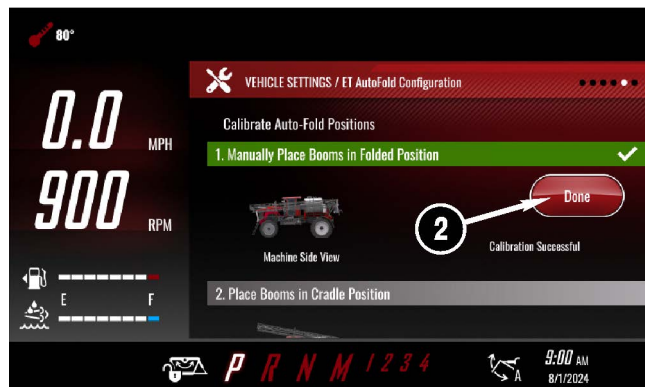 80°
VEHICLE SETTINGS / ET AutoFold Configuration
0.0 MPH
900 RPM
Calibrate Auto-Fold Positions
1. Manually Place Booms in Folded Position
Done
2
Machine Side View
Calibration Successful
E F
2. Place Booms in Cradle Position
P R N M 1 2 3 4
A
9:00 AM
8/1/2024